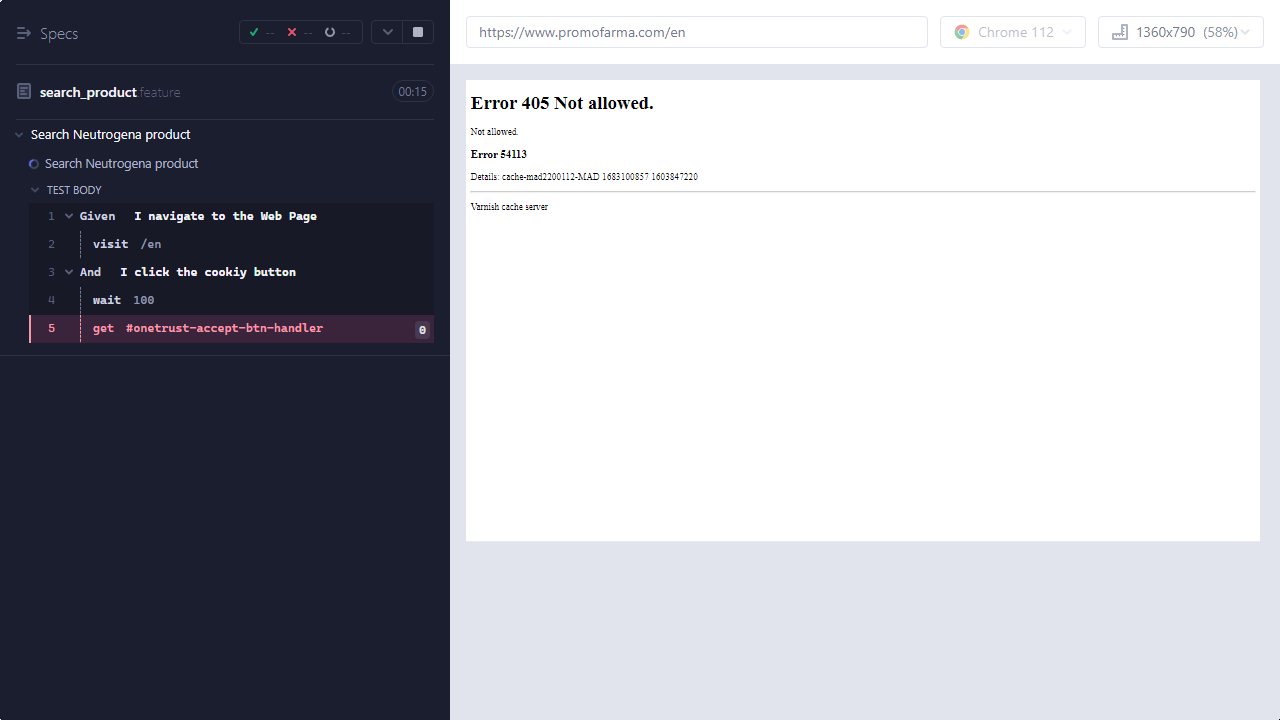 Specs
-- -- --
search_product.feature
00:15
Search Neutrogena product
Search Neutrogena product
TEST BODY
1 Given I navigate to the Web Page
2 visit /en
3 And I click the cookiy button
4 wait 100
5 get #onetrust-accept-btn-handler 0
https://www.promofarma.com/en
Chrome 112
1360x790 (58%)
Error 405 Not allowed.
Not allowed.
Error 54113
Details: cache-mad2200112-MAD 1683100857 1603847220
Varnish cache server